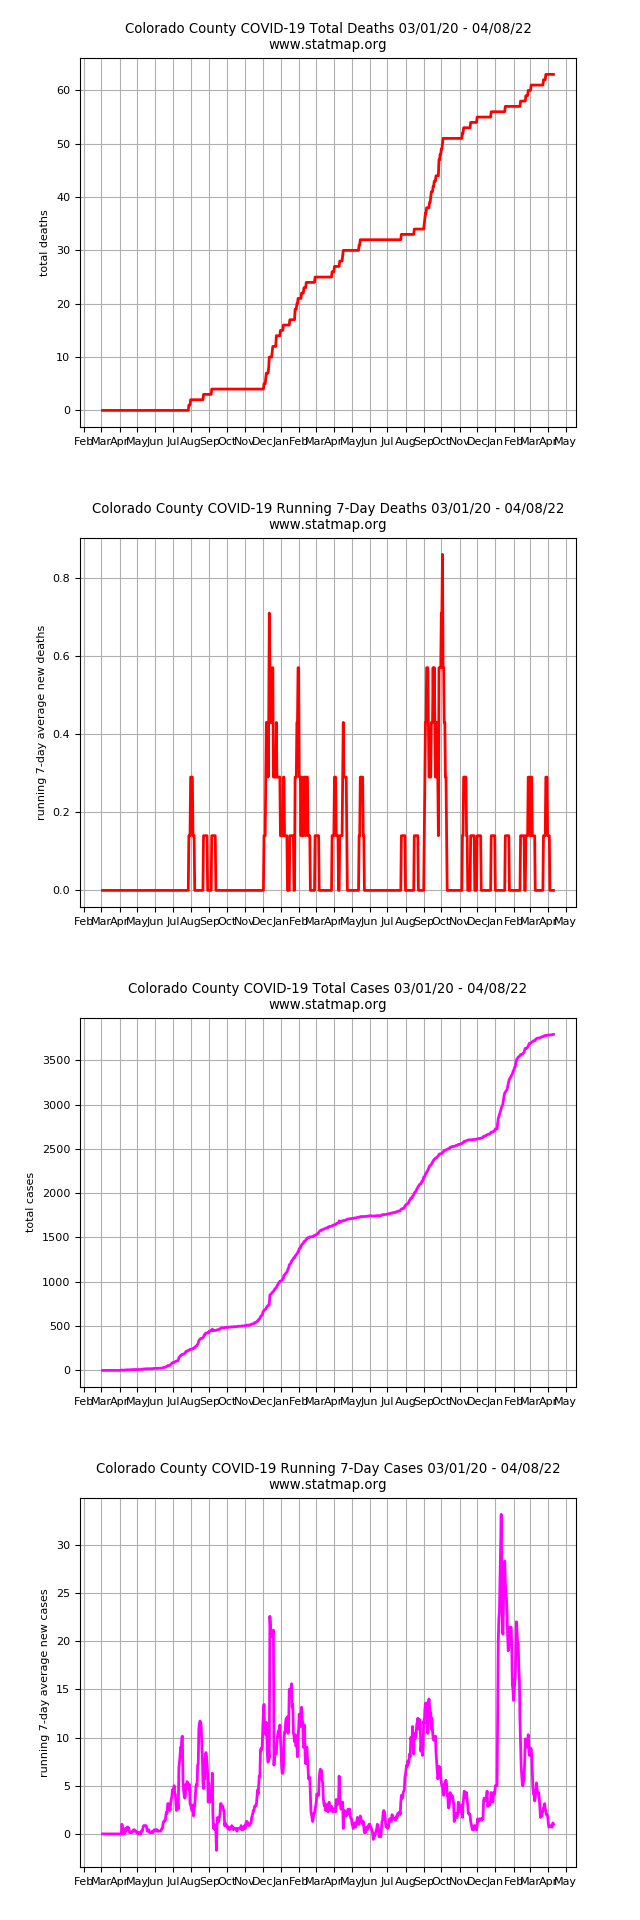 Colorado County COVID-19 Total Deaths 03/01/20 - 04/08/22
www.statmap.org
60
50
40
30
20
10
0
total deaths
Feb Mar Apr May Jun Jul Aug Sep Oct Nov Dec Jan Feb Mar Apr May Jun Jul Aug Sep Oct Nov Dec Jan Feb Mar Apr May
Colorado County COVID-19 Running 7-Day Deaths 03/01/20 - 04/08/22
www.statmap.org
0.8
0.6
0.4
0.2
0.0
running 7-day average new deaths
Feb Mar Apr May Jun Jul Aug Sep Oct Nov Dec Jan Feb Mar Apr May Jun Jul Aug Sep Oct Nov Dec Jan Feb Mar Apr May
Colorado County COVID-19 Total Cases 03/01/20 - 04/08/22
www.statmap.org
3500
3000
2500
2000
1500
1000
500
0
total cases
Feb Mar Apr May Jun Jul Aug Sep Oct Nov Dec Jan Feb Mar Apr May Jun Jul Aug Sep Oct Nov Dec Jan Feb Mar Apr May
Colorado County COVID-19 Running 7-Day Cases 03/01/20 - 04/08/22
www.statmap.org
30
25
20
15
10
5
0
running 7-day average new cases
Feb Mar Apr May Jun Jul Aug Sep Oct Nov Dec Jan Feb Mar Apr May Jun Jul Aug Sep Oct Nov Dec Jan Feb Mar Apr May